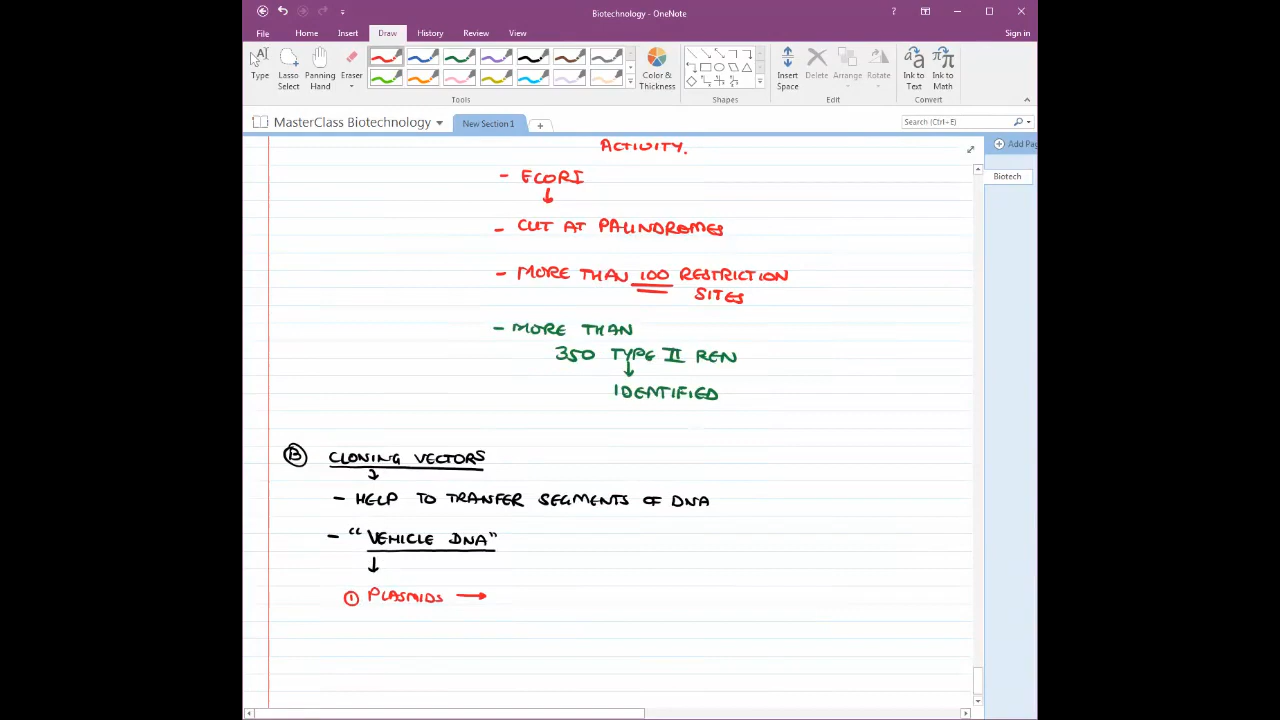 Biotechnology - OneNote
?
File Home Insert Draw History Review View
Sign in
Type
Lasso Select
Panning Hand
Eraser
Color & Thickness
Insert Space
Delete
Arrange
Rotate
Ink to Text
Ink to Math
Tools
Shapes
Edit
Convert
MasterClass Biotechnology
New Section 1
Search (Ctrl+E)
Add Pag
Biotech
ACTIVITY.
- ECORI
- CUT AT PALINDROMES
- MORE THAN 100 RESTRICTION
SITES
- MORE THAN
350 TYPE II REN
IDENTIFIED
B CLONING VECTORS
- HELP TO TRANFER SEGMENTS OF DNA
- "VEHICLE DNA"
① PLASMIDS →